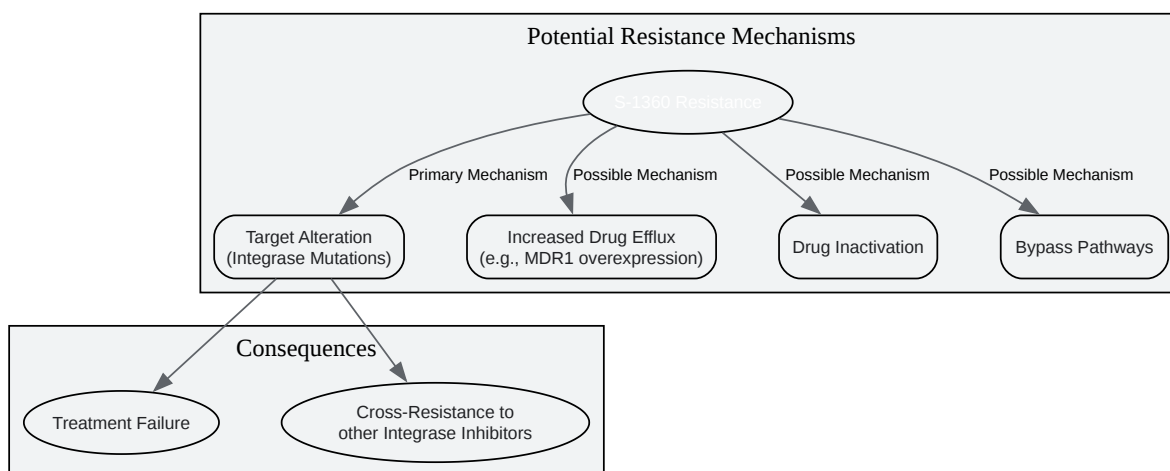 Potential Resistance Mechanisms
S-1360 Resistance
Primary Mechanism
Possible Mechanism
Possible Mechanism
Possible Mechanism
Target Alteration
(Integrase Mutations)
Increased Drug Efflux
(e.g., MDR1 overexpression)
Drug Inactivation
Bypass Pathways
Consequences
Treatment Failure
Cross-Resistance to
other Integrase Inhibitors